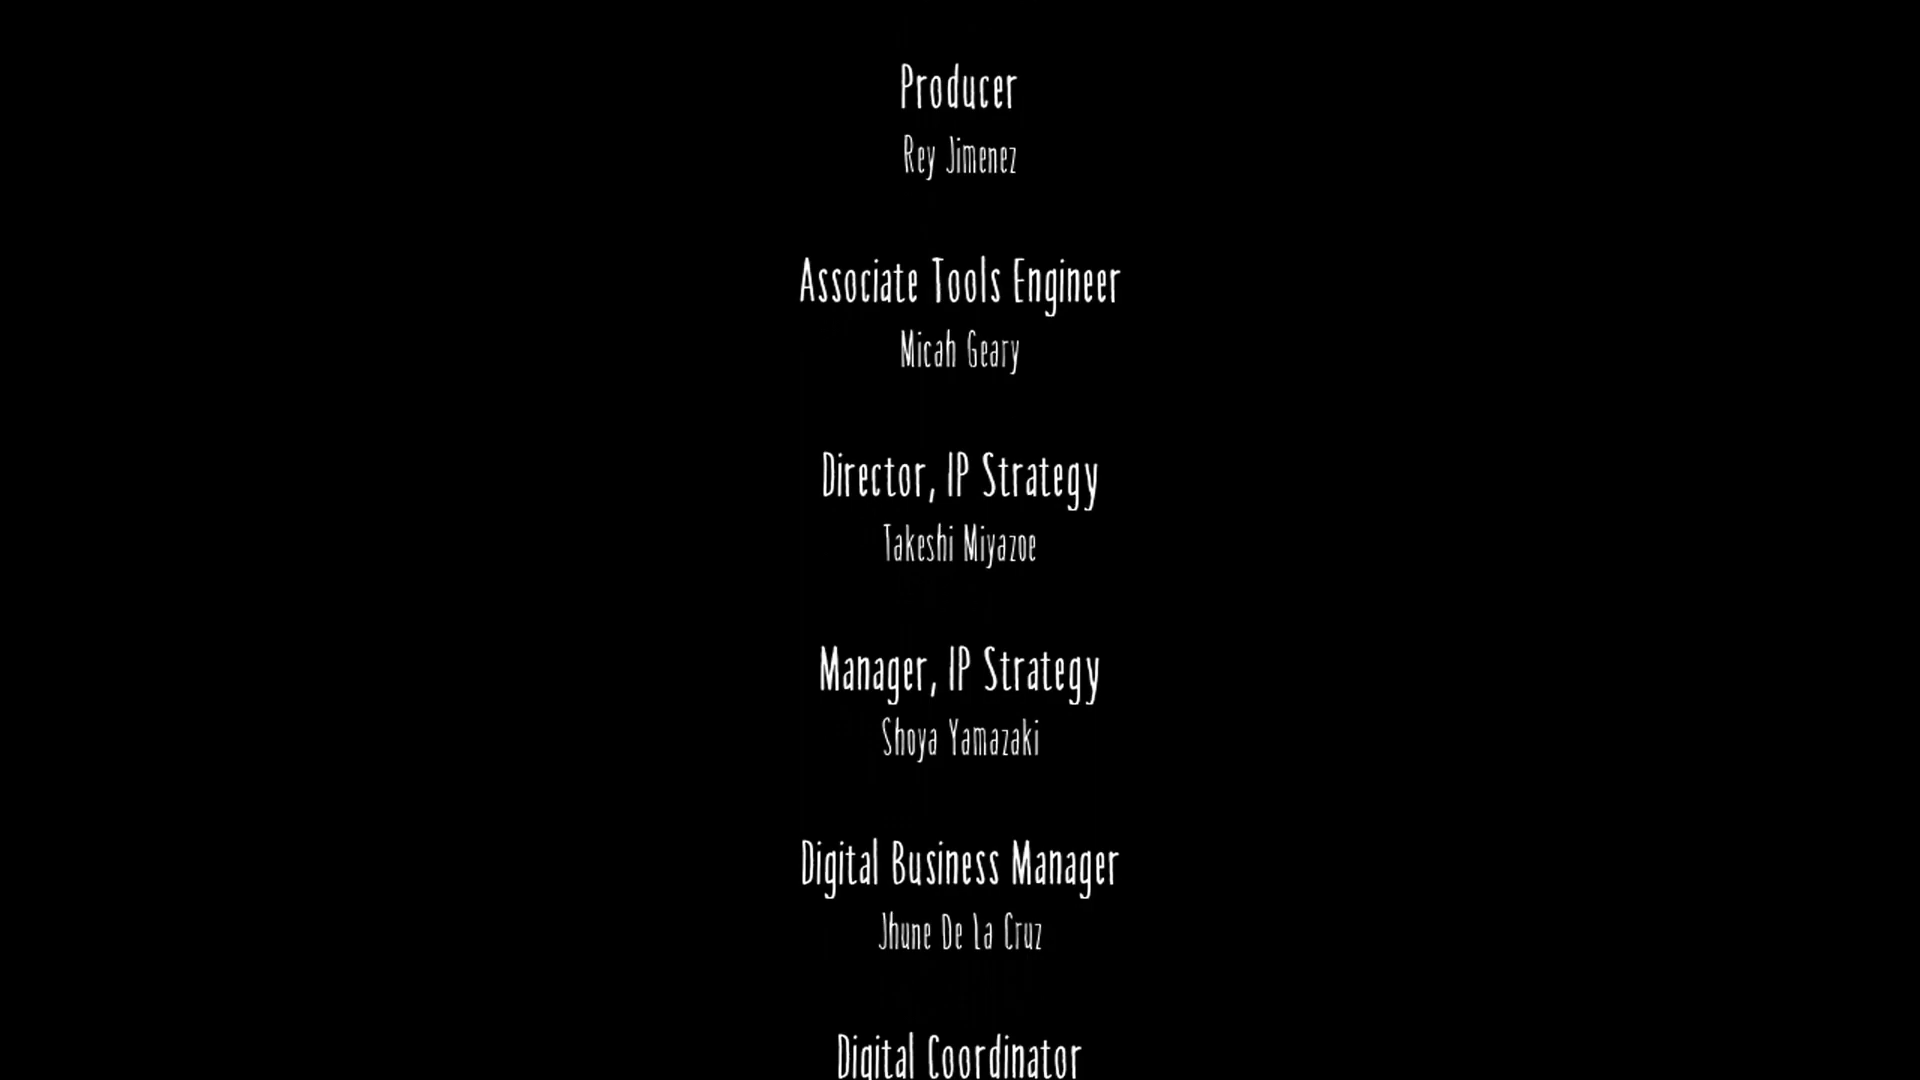 Producer
Rey Jimenez
Associate Tools Engineer
Micah Geary
Director, IP Strategy
Takeshi Miyazoe
Manager, IP Strategy
Shoya Yamazaki
Digital Business Manager
Jhune De La Cruz
Digital Coordinator